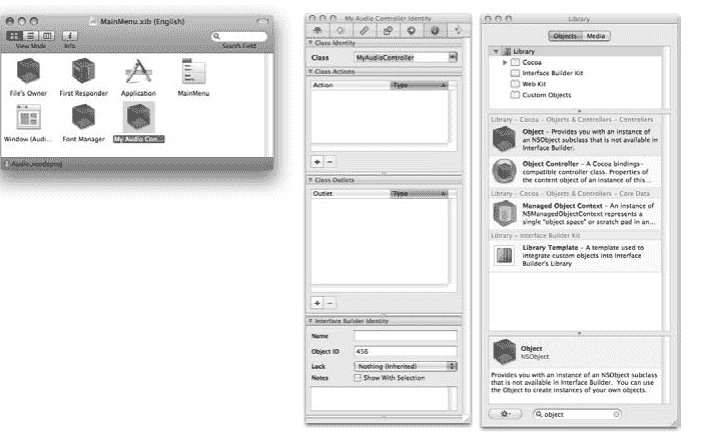 MainMenu.xib (English)
View Mode
Info
Search Field
File's Owner
First Responder
Application
MainMenu
Window (Audi...
Font Manager
My Audio Con...
Audio.xcodeproj
My Audio Controller Identity
Class Identity
Class
MyAudioController
Class Actions
Action
Type
+ −
Class Outlets
Outlet
Type
+ −
Interface Builder Identity
Name
Object ID
456
Lock
Nothing (Inherited)
Notes
Show With Selection
Library
Objects
Media
Library
Cocoa
Interface Builder Kit
Web Kit
Custom Objects
Library – Cocoa – Objects & Controllers – Controllers
Object – Provides you with an instance of
an NSObject subclass that is not available in
Interface Builder.
Object Controller – A Cocoa bindings-
compatible controller class. Properties of
the content object of an instance of this...
Library – Cocoa – Objects & Controllers – Core Data
Managed Object Context – An instance of
NSManagedObjectContext represents a
single "object space" or scratch pad in an...
Library – Interface Builder Kit
Library Template – A template used to
integrate custom objects into Interface
Builder's Library
Object
NSObject
Provides you with an instance of an NSObject subclass
that is not available in Interface Builder. You can use
the Object to create instances of your own objects.
object